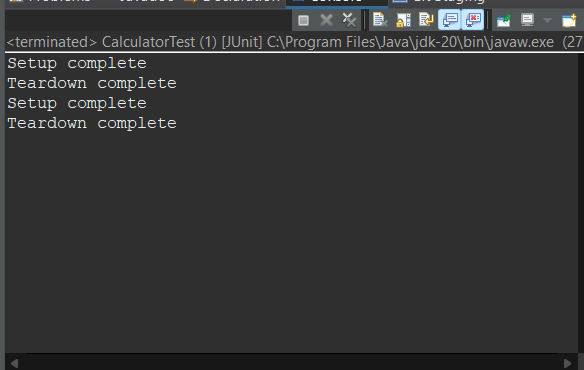 <terminated> CalculatorTest (1) [JUnit] C:\Program Files\Java\jdk-20\bin\javaw.exe (27
Setup complete
Teardown complete
Setup complete
Teardown complete